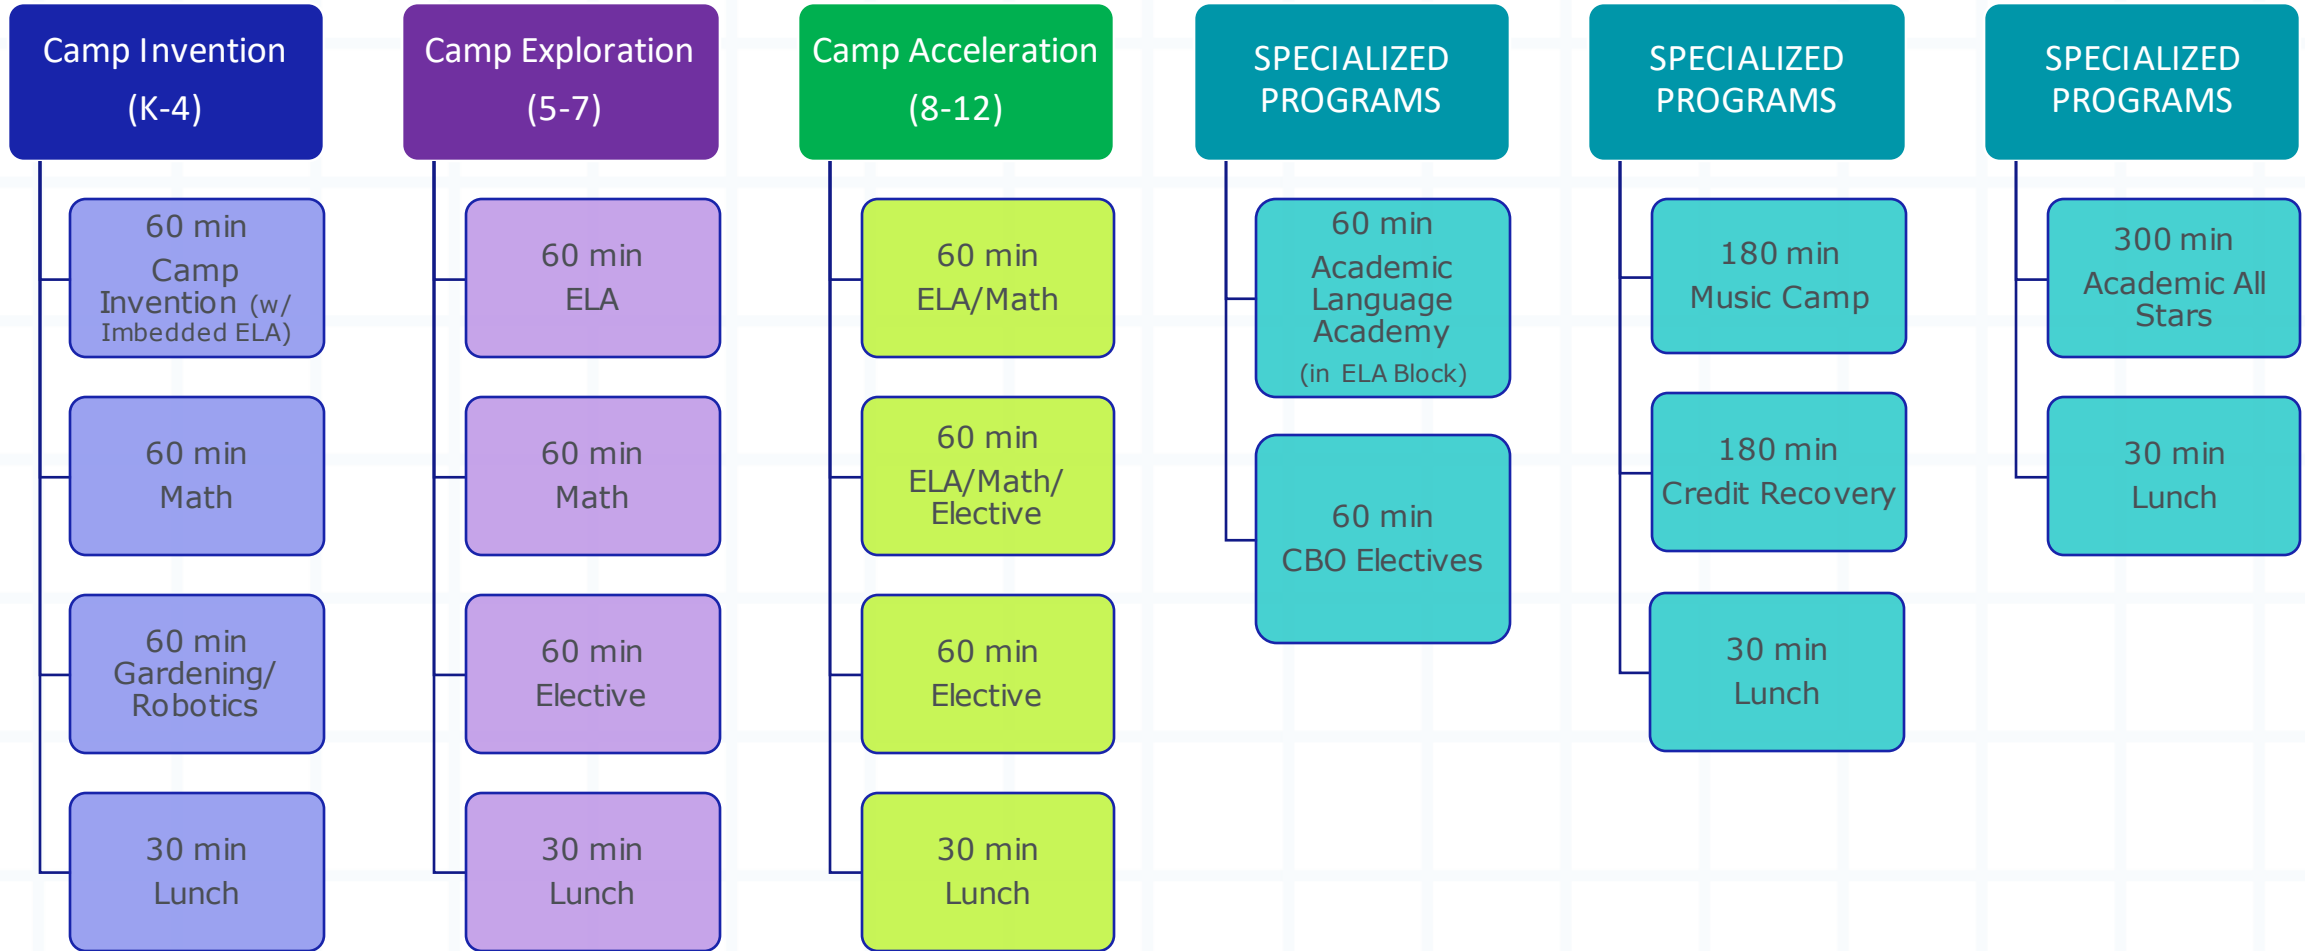 Camp Invention
(K-4)
60 min
Camp
Invention (w/
Imbedded ELA)
60 min
Math
60 min
Gardening/
Robotics
30 min
Lunch
Camp Exploration
(5-7)
60 min
ELA
60 min
Math
60 min
Elective
30 min
Lunch
Camp Acceleration
(8-12)
60 min
ELA/Math
60 min
ELA/Math/
Elective
60 min
Elective
30 min
Lunch
SPECIALIZED
PROGRAMS
60 min
Academic
Language
Academy
(in ELA Block)
60 min
CBO Electives
SPECIALIZED
PROGRAMS
180 min
Music Camp
180 min
Credit Recovery
30 min
Lunch
SPECIALIZED
PROGRAMS
300 min
Academic All
Stars
30 min
Lunch